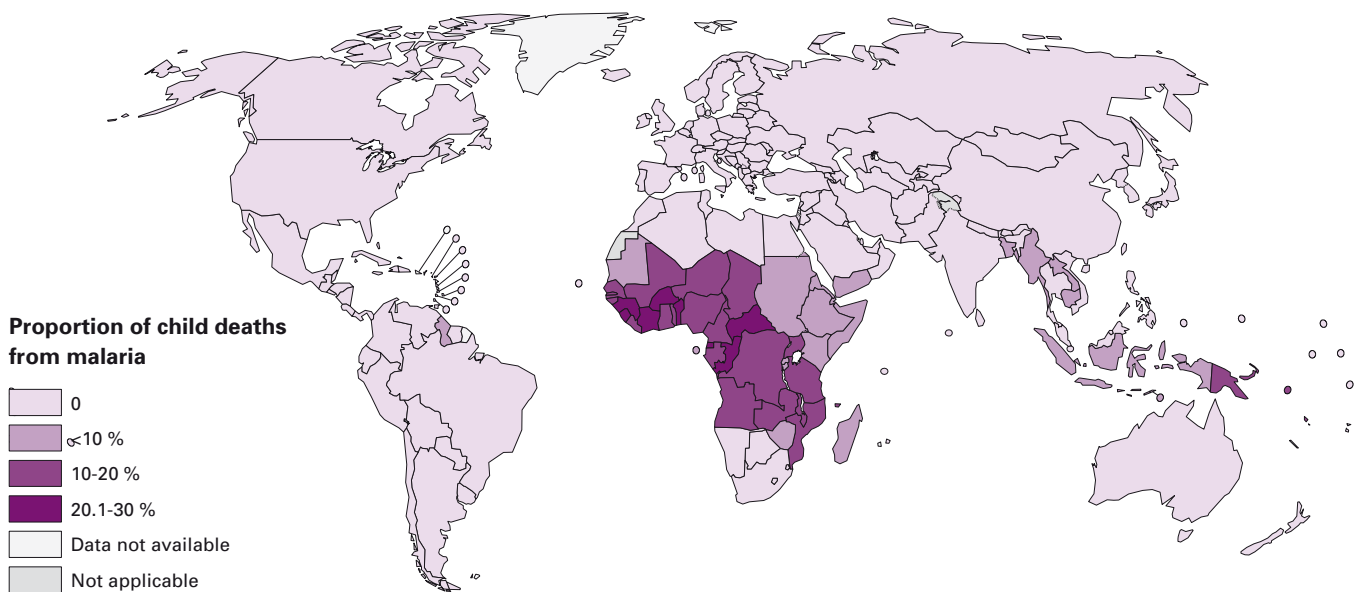 Proportion of child deaths
from malaria
0
<10 %
10-20 %
20.1-30 %
Data not available
Not applicable